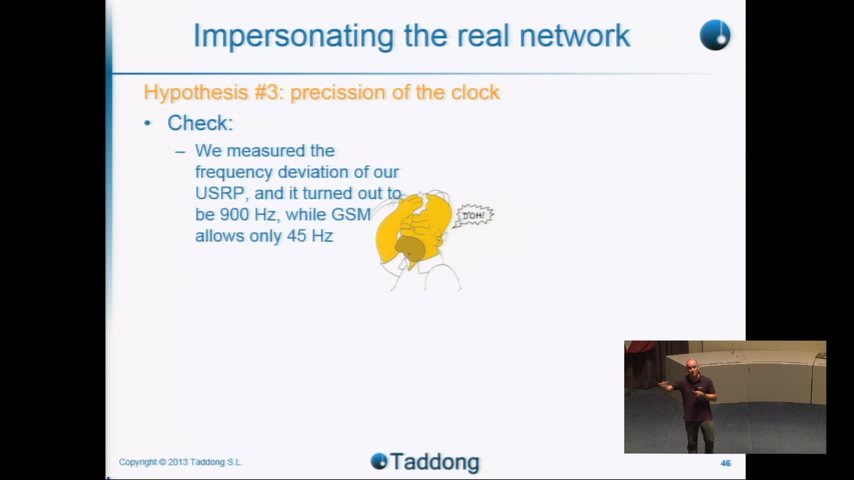 Impersonating the real network
Hypothesis #3: precission of the clock
• Check:
– We measured the
frequency deviation of our
USRP, and it turned out to
be 900 Hz, while GSM
allows only 45 Hz
D'OH!
Copyright © 2013 Taddong S.L.
Taddong
46